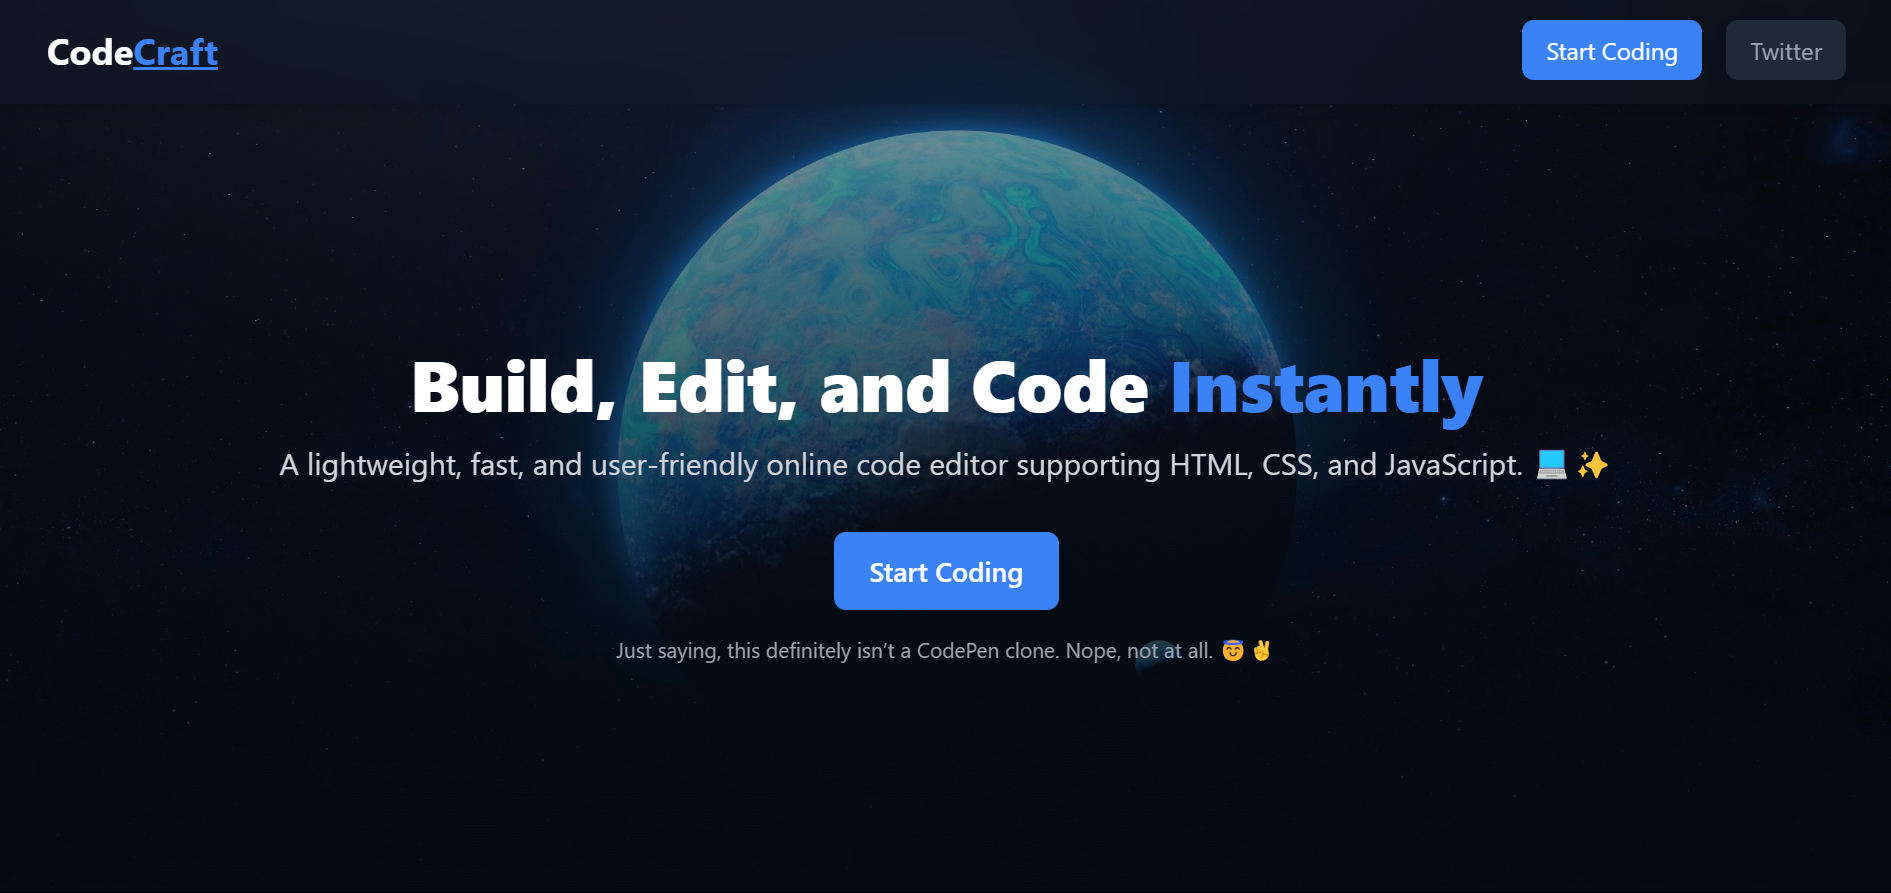 CodeCraft
Start Coding
Twitter
Build, Edit, and Code Instantly
A lightweight, fast, and user-friendly online code editor supporting HTML, CSS, and JavaScript. 💻 ✨
Start Coding
Just saying, this definitely isn’t a CodePen clone. Nope, not at all. 😇 ✌️